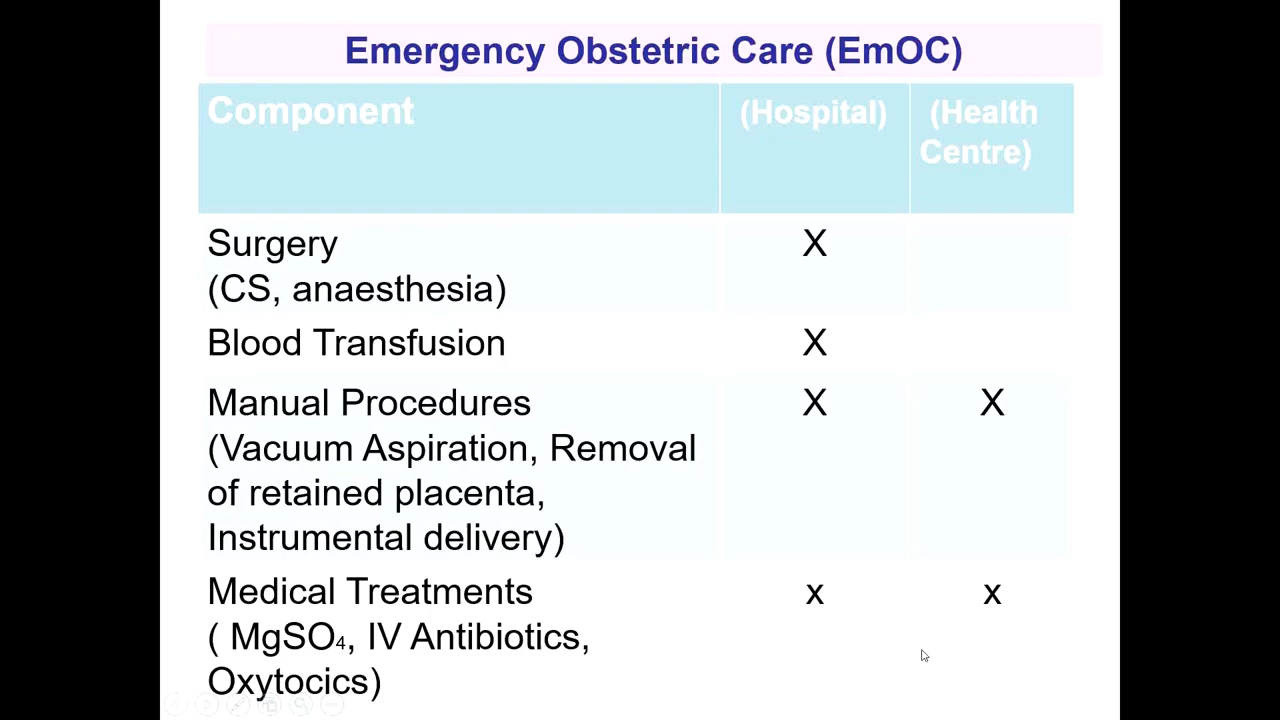 Emergency Obstetric Care (EmOC)
Component (Hospital) (Health
Centre)
Surgery X
(CS, anaesthesia)
Blood Transfusion X
Manual Procedures X X
(Vacuum Aspiration, Removal
of retained placenta,
Instrumental delivery)
Medical Treatments x x
( MgSO₄, IV Antibiotics,
Oxytocics)